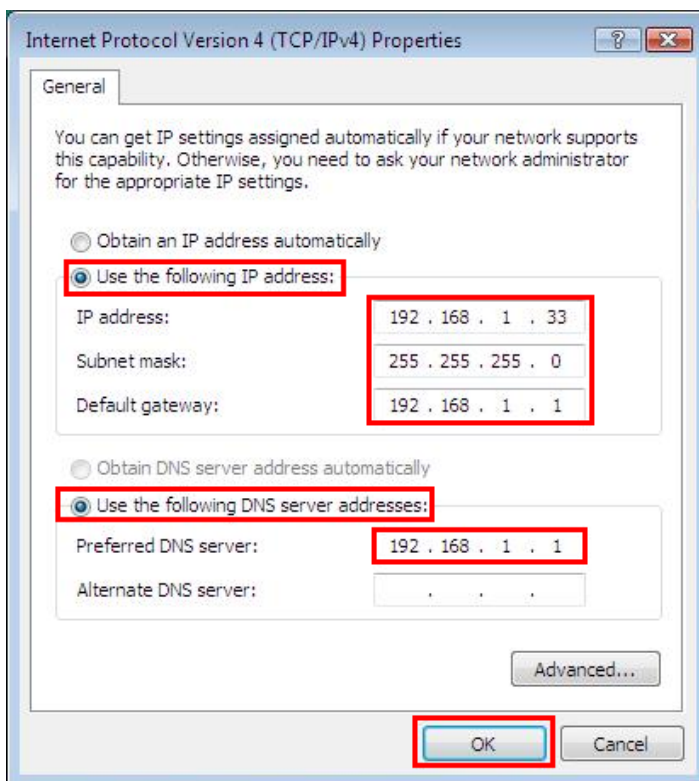 Internet Protocol Version 4 (TCP/IPv4) Properties
General
You can get IP settings assigned automatically if your network supports
this capability. Otherwise, you need to ask your network administrator
for the appropriate IP settings.
Obtain an IP address automatically
Use the following IP address:
IP address: 192 . 168 . 1 . 33
Subnet mask: 255 . 255 . 255 . 0
Default gateway: 192 . 168 . 1 . 1
Obtain DNS server address automatically
Use the following DNS server addresses:
Preferred DNS server: 192 . 168 . 1 . 1
Alternate DNS server: . . .
Advanced...
OK Cancel